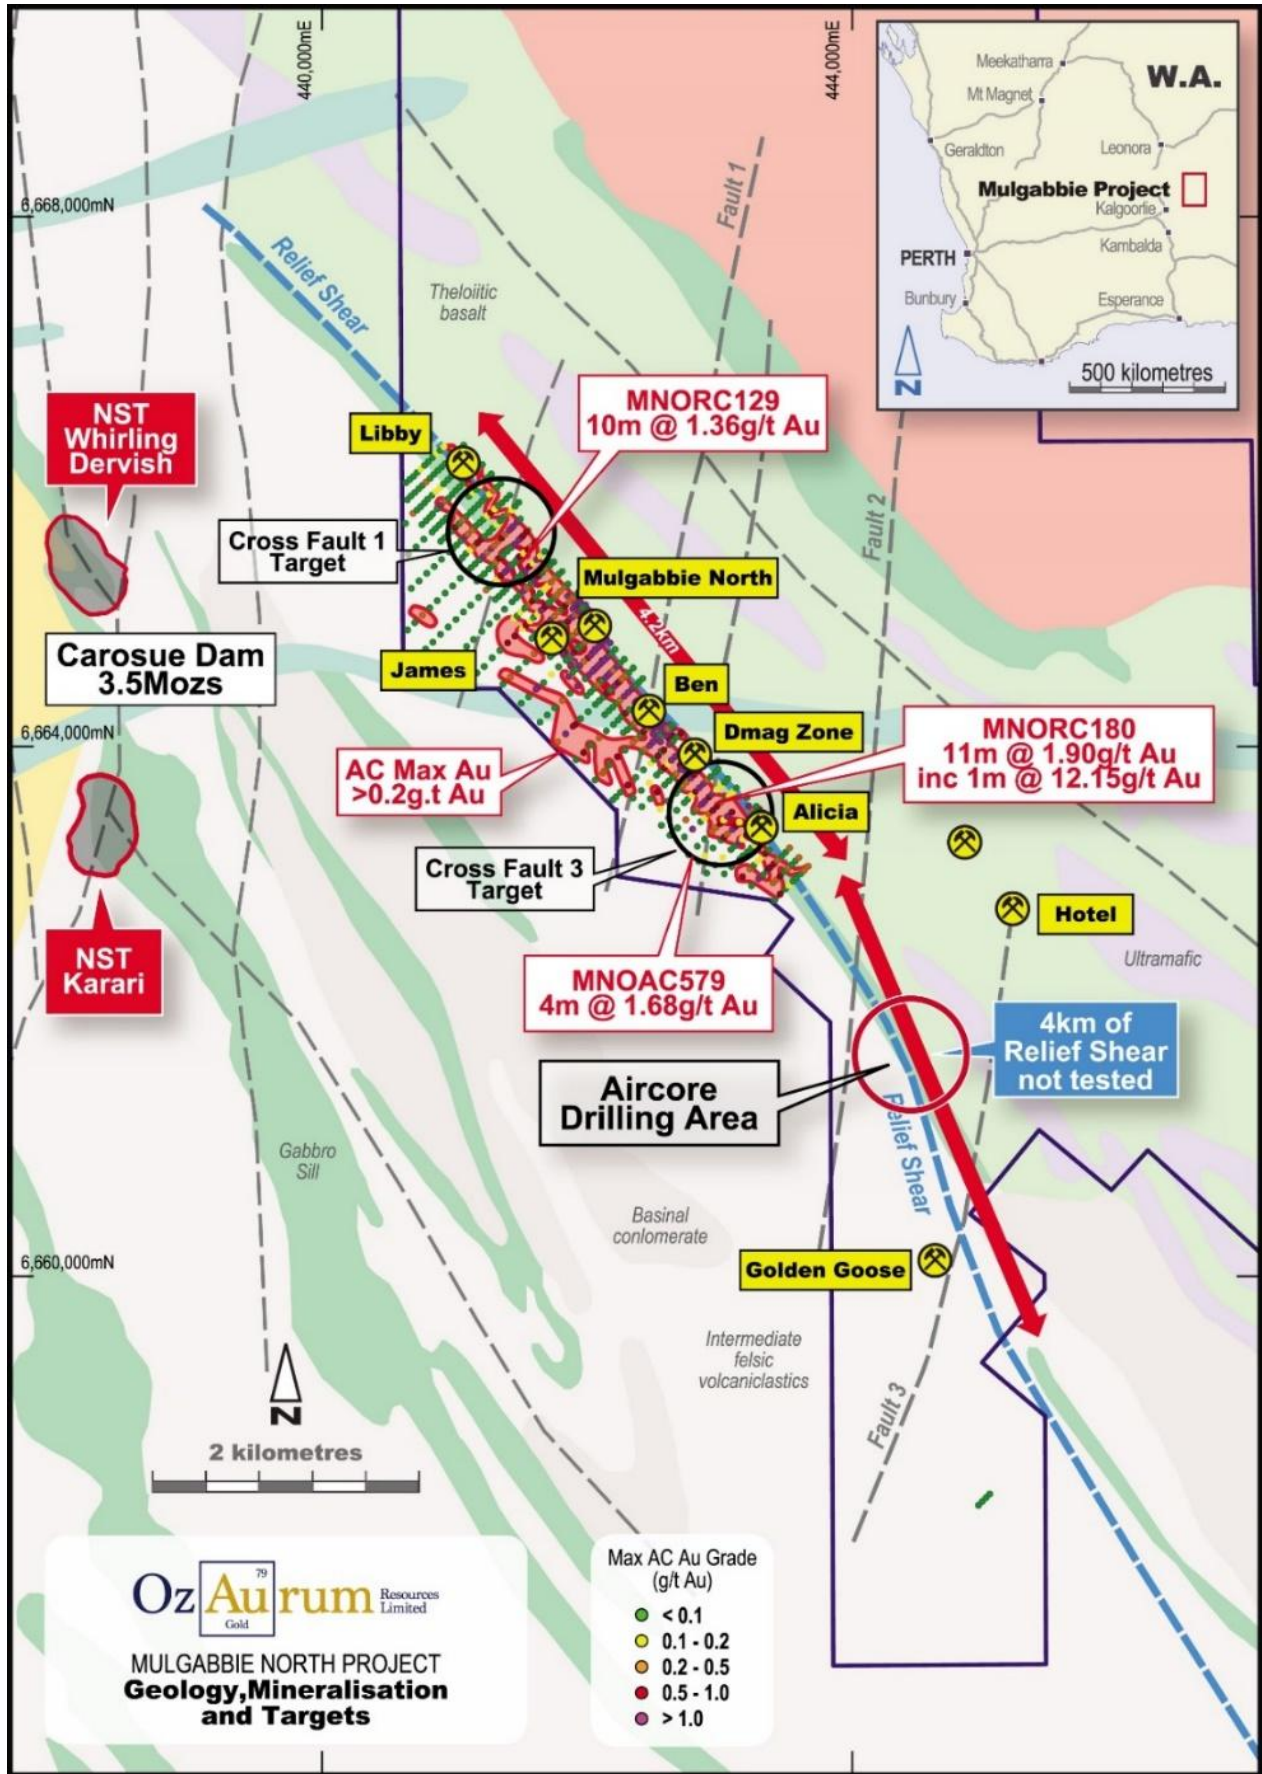 440,000mE
444,000mE
6,668,000mN
6,664,000mN
6,660,000mN
W.A.
Meekatharra
Mt Magnet
Geraldton
Leonora
Mulgabbie Project
Kalgoorlie
Kambalda
PERTH
Bunbury
Esperance
N
500 kilometres
Fault 1
Relief Shear
Theloiitic
basalt
NST
Whirling
Dervish
MNORC129
10m @ 1.36g/t Au
Libby
Fault 2
Cross Fault 1
Target
Mulgabbie North
4.2km
Carosue Dam
3.5Mozs
James
Ben
Dmag Zone
MNORC180
11m @ 1.90g/t Au
inc 1m @ 12.15g/t Au
AC Max Au
>0.2g.t Au
Alicia
Cross Fault 3
Target
Hotel
NST
Karari
Ultramafic
MNOAC579
4m @ 1.68g/t Au
4km of
Relief Shear
not tested
Aircore
Drilling Area
Relief Shear
Gabbro
Sill
Basinal
conlomerate
Golden Goose
Intermediate
felsic
volcaniclastics
Fault 3
N
2 kilometres
OzAurum
79
Gold
Resources
Limited
MULGABBIE NORTH PROJECT
Geology,Mineralisation
and Targets
Max AC Au Grade
(g/t Au)
< 0.1
0.1 - 0.2
0.2 - 0.5
0.5 - 1.0
> 1.0